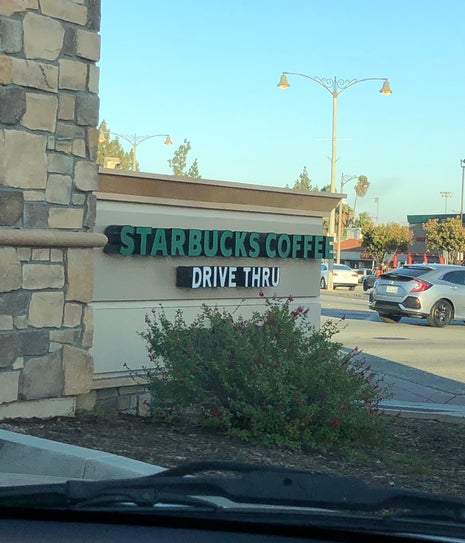 STARBUCKS COFFEE
DRIVE THRU